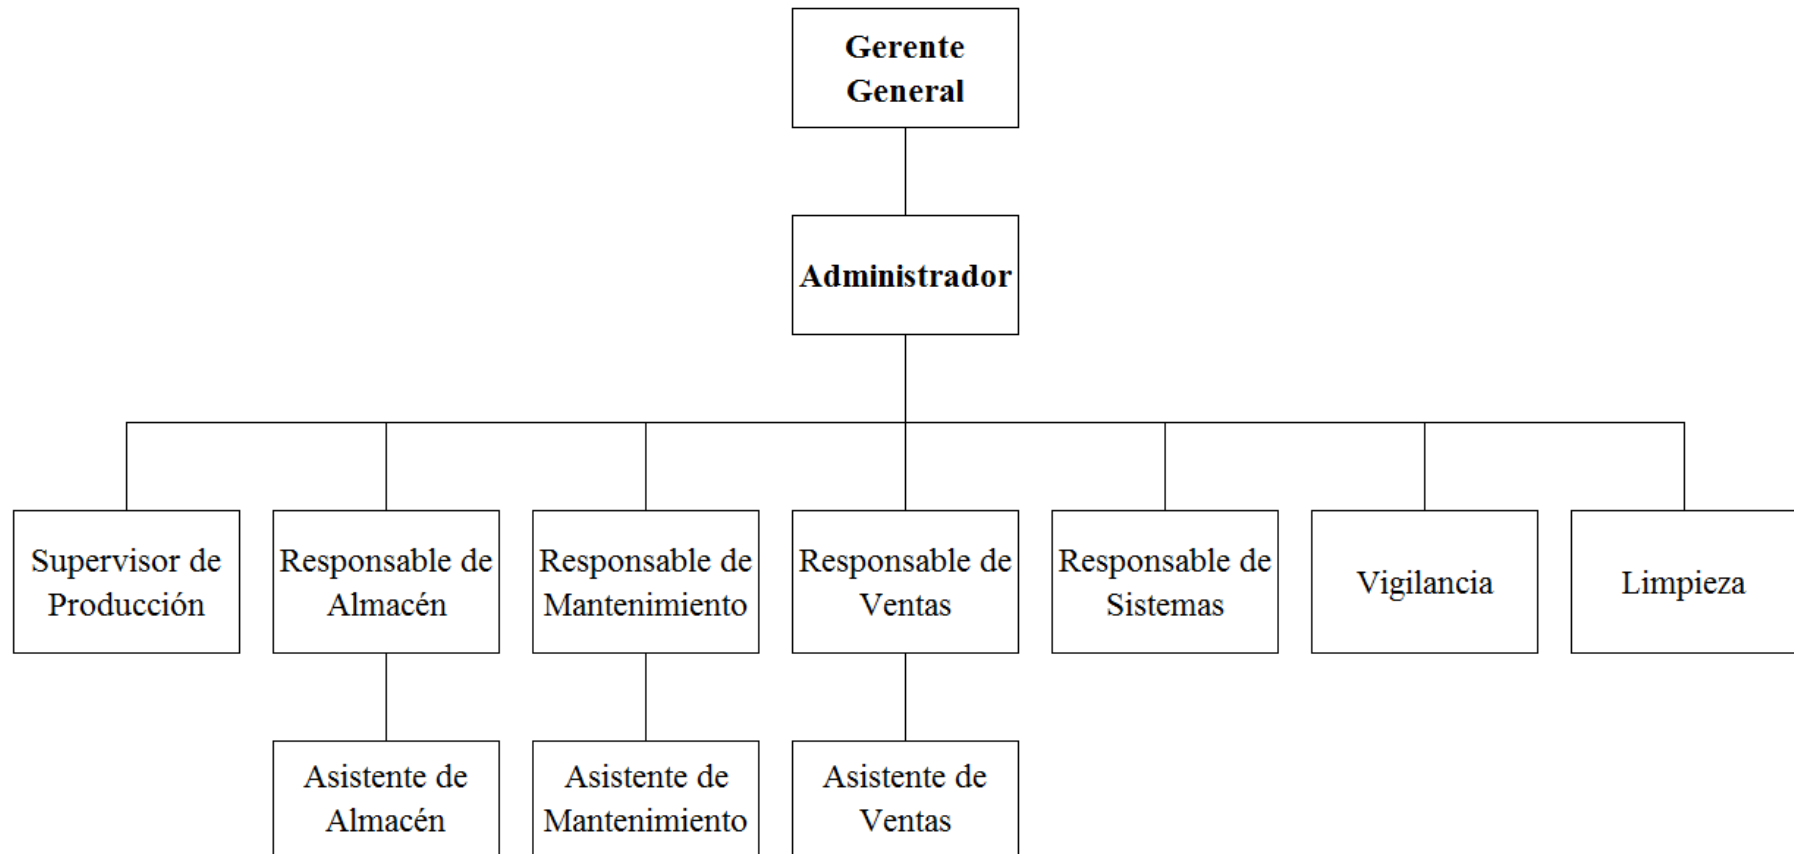 Gerente
General
Administrador
Supervisor de
Producción
Responsable de
Almacén
Responsable de
Mantenimiento
Responsable de
Ventas
Responsable de
Sistemas
Vigilancia
Limpieza
Asistente de
Almacén
Asistente de
Mantenimiento
Asistente de
Ventas